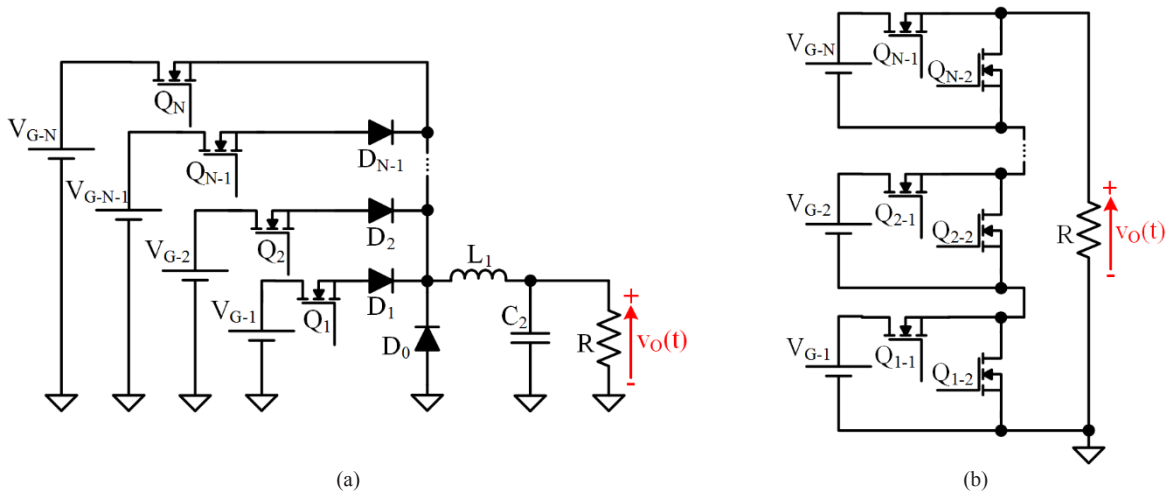 V_G-N
Q_N
V_G-N-1
Q_N-1
D_N-1
V_G-2
Q_2
D_2
V_G-1
Q_1
D_1
L_1
D_0
C_2
R
+
v_O(t)
-
(a)
V_G-N
Q_N-1
Q_N-2
V_G-2
Q_2-1
Q_2-2
V_G-1
Q_1-1
Q_1-2
R
+
v_O(t)
-
(b)